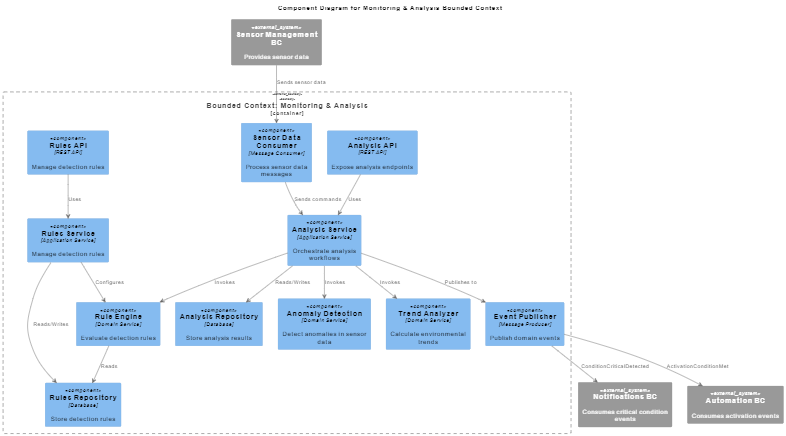 Component Diagram for Monitoring & Analysis Bounded Context
«external_system»
Sensor Management
BC
Provides sensor data
Sends sensor data
Bounded Context: Monitoring & Analysis
[container]
«component»
Rules API
[REST API]
Manage detection rules
«component»
Sensor Data
Consumer
[Message Consumer]
Process sensor data
messages
«component»
Analysis API
[REST API]
Expose analysis endpoints
Uses
Sends commands
Uses
«component»
Rules Service
[Application Service]
Manage detection rules
«component»
Analysis Service
[Application Service]
Orchestrate analysis
workflows
Configures
Invokes
Reads/Writes
Invokes
Invokes
Publishes to
«component»
Rule Engine
[Domain Service]
Evaluate detection rules
«component»
Analysis Repository
[Database]
Store analysis results
«component»
Anomaly Detection
[Domain Service]
Detect anomalies in sensor
data
«component»
Trend Analyzer
[Domain Service]
Calculate environmental
trends
«component»
Event Publisher
[Message Producer]
Publish domain events
Reads/Writes
Reads
ConditionCriticalDetected
ActivationConditionMet
«component»
Rules Repository
[Database]
Store detection rules
«external_system»
Notifications BC
Consumes critical condition
events
«external_system»
Automation BC
Consumes activation events